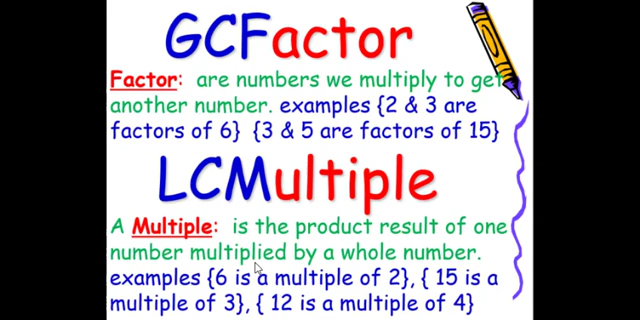 GCFactor
Factor: are numbers we multiply to get
another number. examples {2 & 3 are
factors of 6} {3 & 5 are factors of 15}
LCMultiple
A Multiple: is the product result of one
number multiplied by a whole number.
examples {6 is a multiple of 2}, { 15 is a
multiple of 3}, { 12 is a multiple of 4}